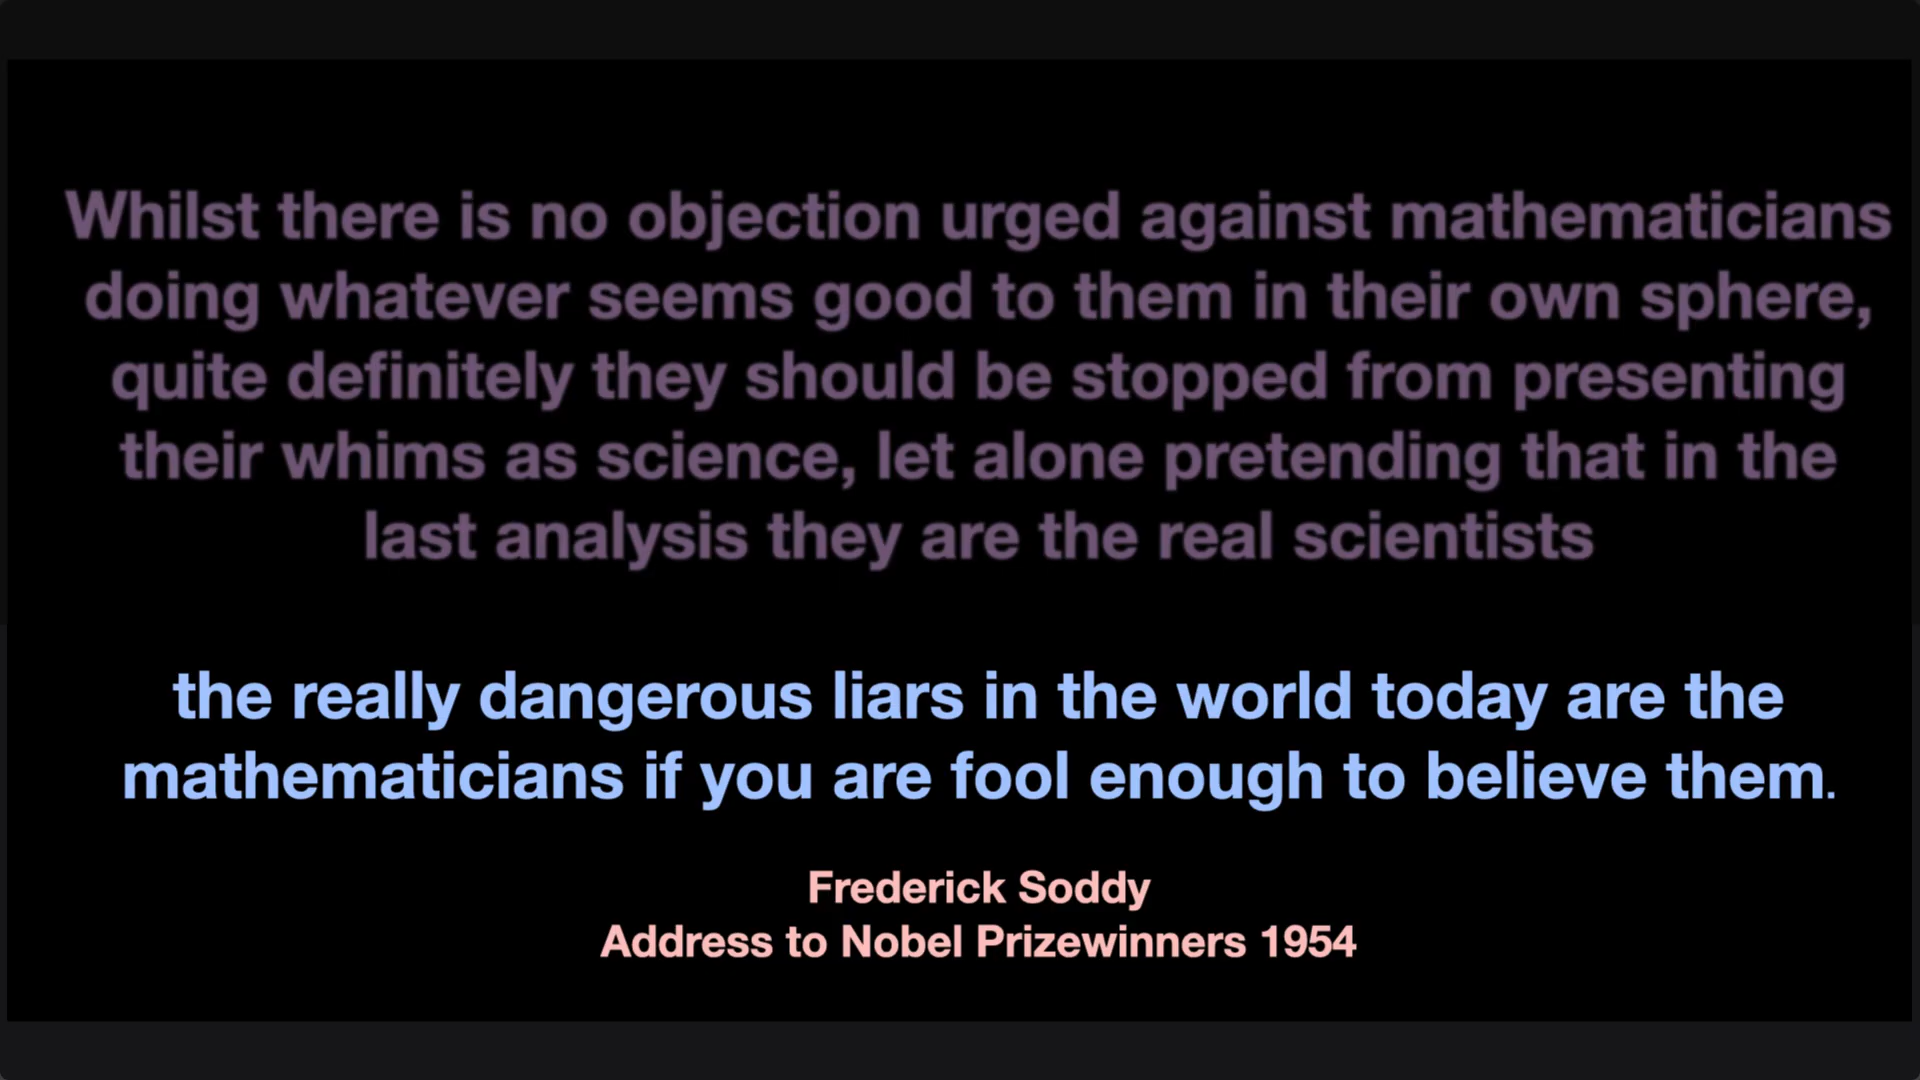 Whilst there is no objection urged against mathematicians
doing whatever seems good to them in their own sphere,
quite definitely they should be stopped from presenting
their whims as science, let alone pretending that in the
last analysis they are the real scientists
the really dangerous liars in the world today are the
mathematicians if you are fool enough to believe them.
Frederick Soddy
Address to Nobel Prizewinners 1954